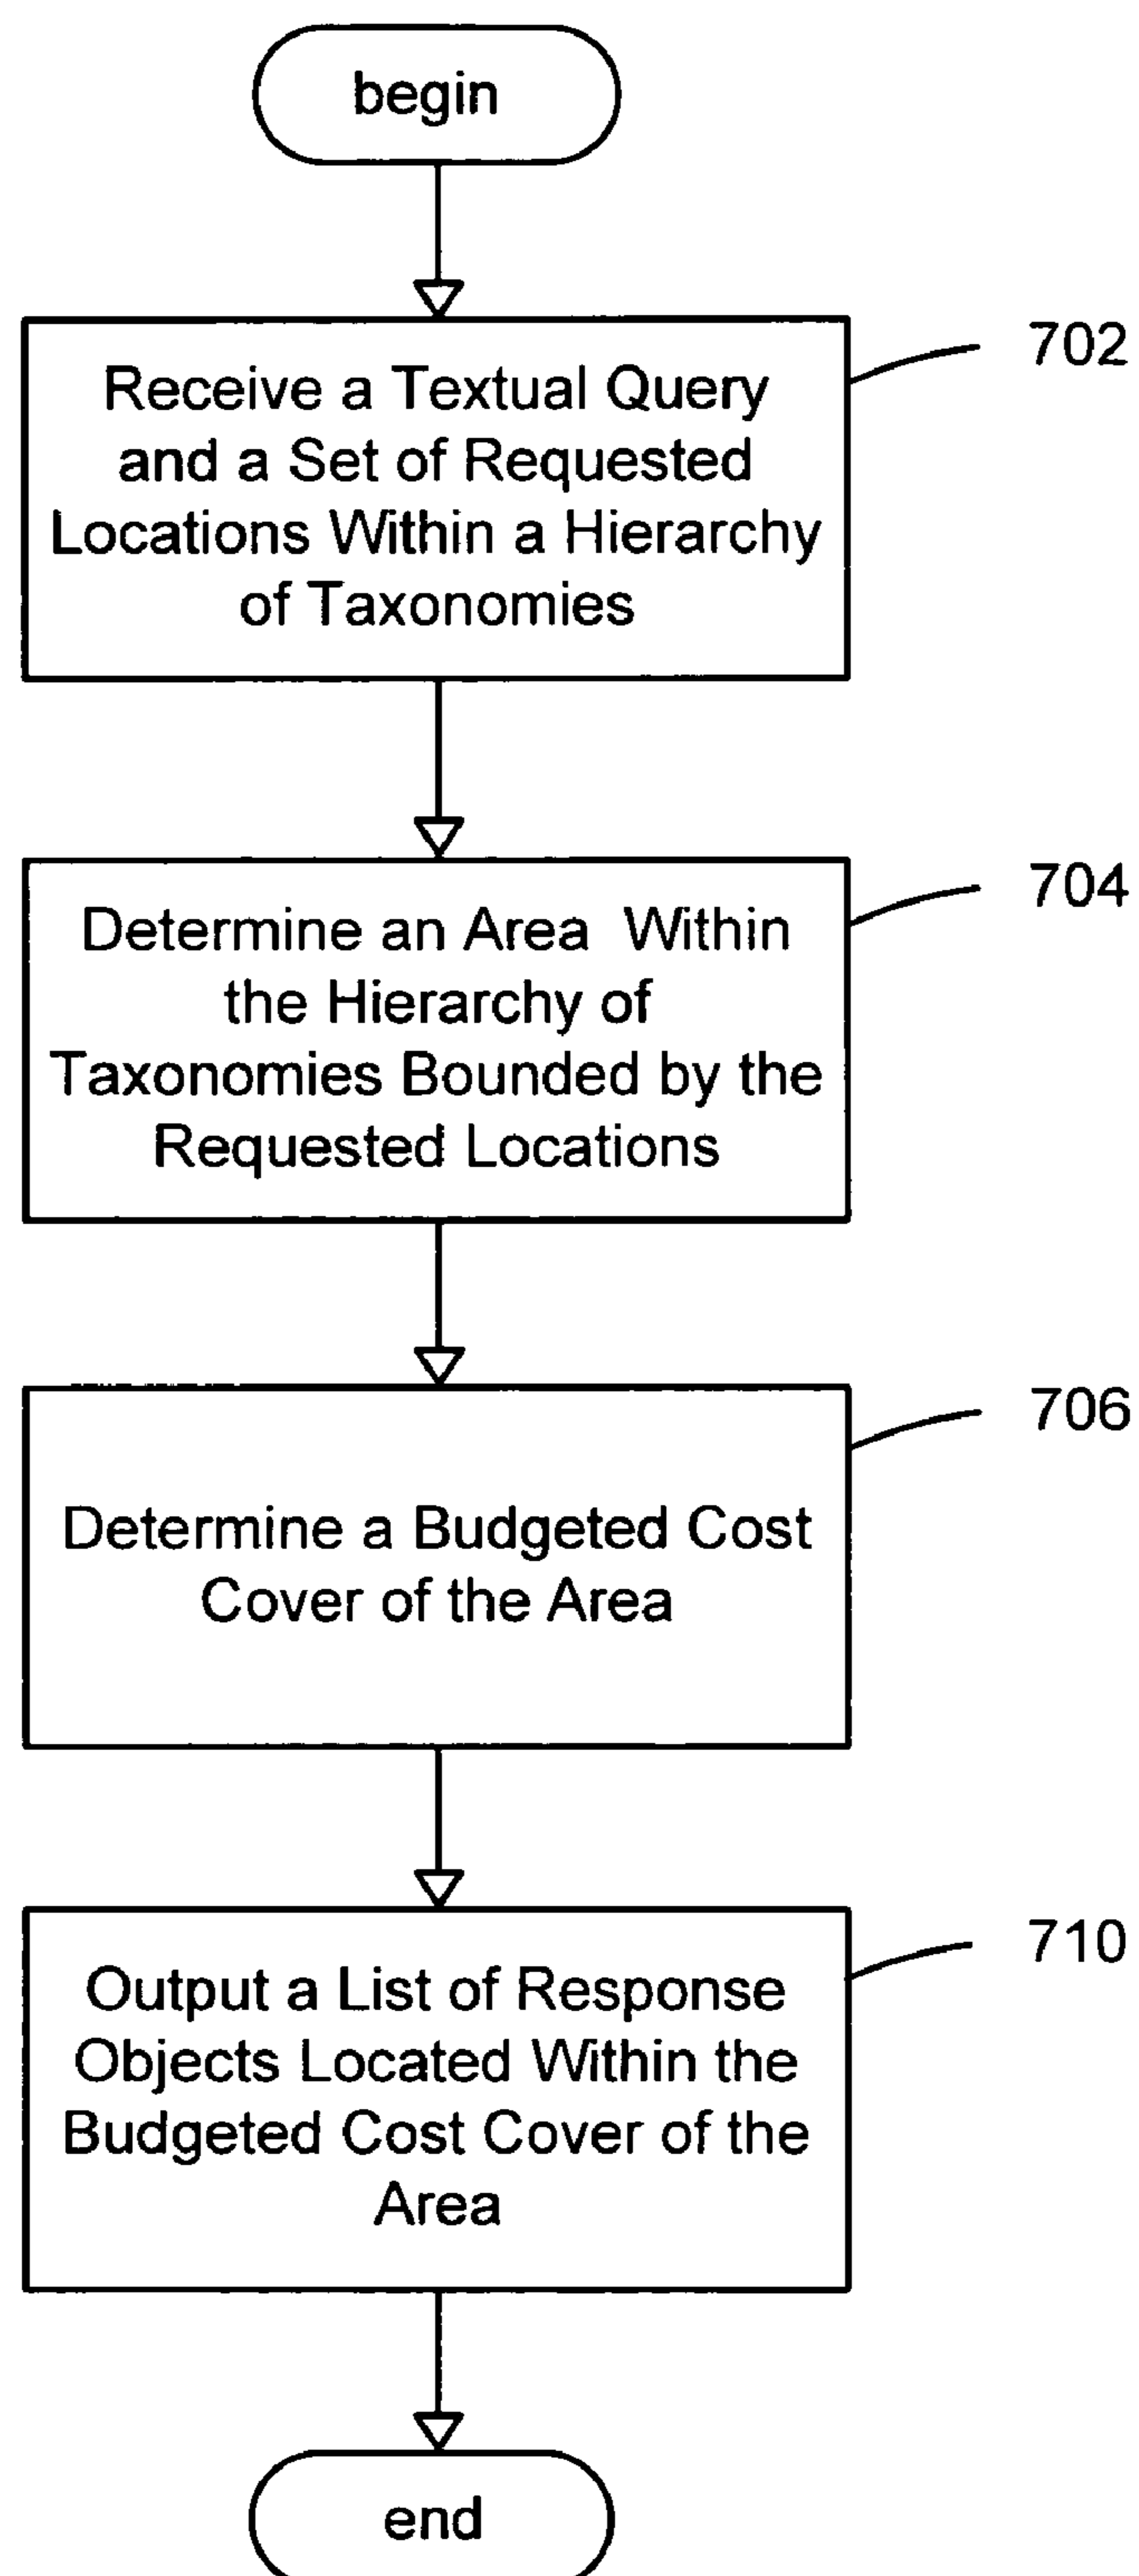 begin
Receive a Textual Query
and a Set of Requested
Locations Within a Hierarchy
of Taxonomies
702
Determine an Area Within
the Hierarchy of
Taxonomies Bounded by the
Requested Locations
704
Determine a Budgeted Cost
Cover of the Area
706
Output a List of Response
Objects Located Within the
Budgeted Cost Cover of the
Area
710
end